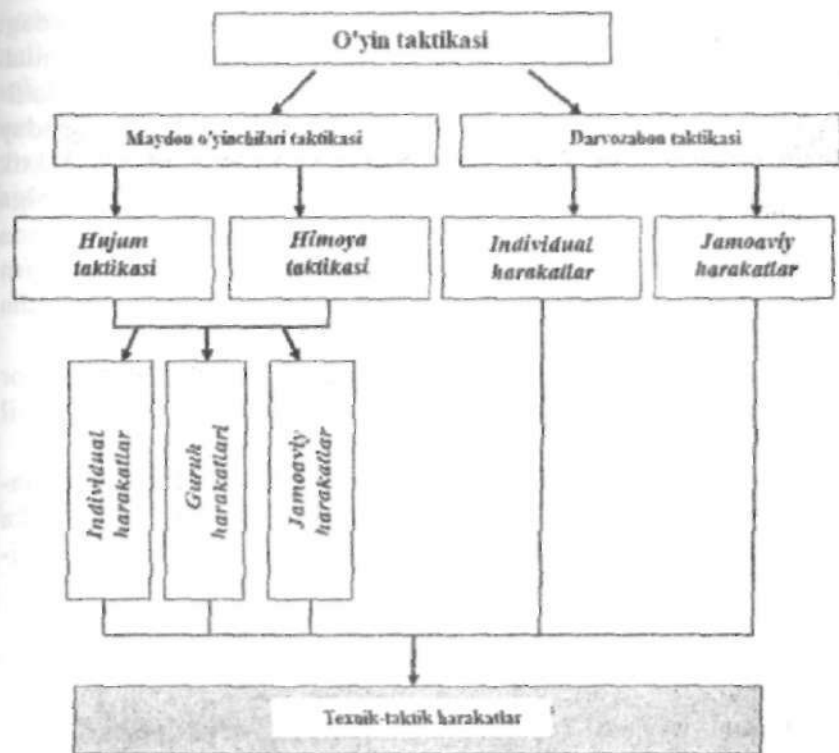 O'yin taktikasi
Maydon o'yinchilari taktikasi
Darvozabon taktikasi
Hujum
taktikasi
Himoya
taktikasi
Individual
harakatlar
Jamoaviy
harakatlar
Individual
harakatlar
Guruh
harakatlari
Jamoaviy
harakatlar
Texnik-taktik harakatlar